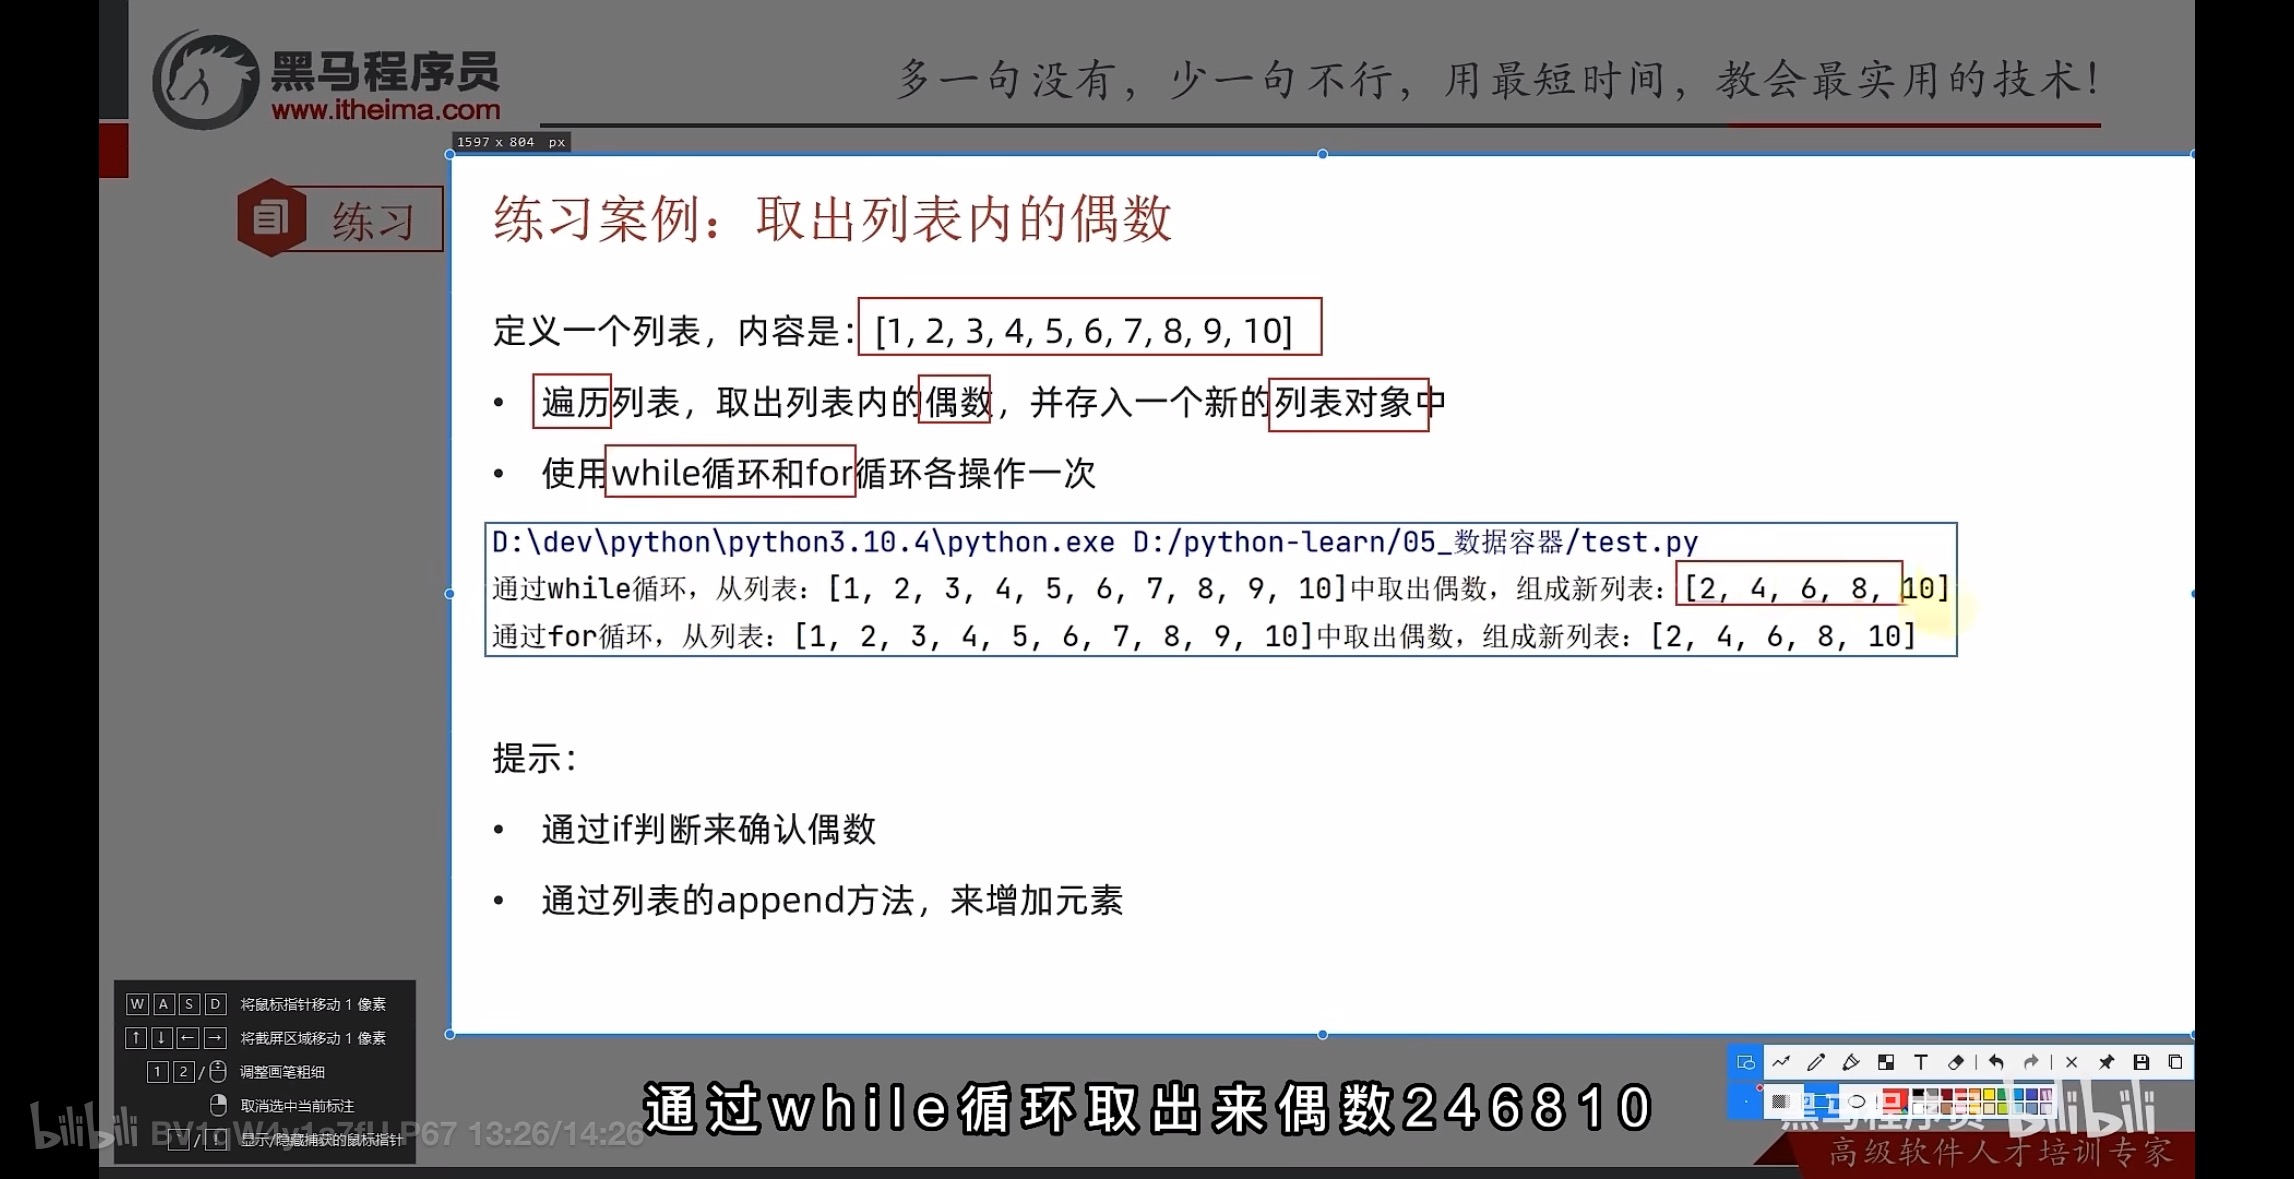 黑马程序员
www.itheima.com
多一句没有，少一句不行，用最短时间，教会最实用的技术！
1597 x 804 px
练习
练习案例：取出列表内的偶数
定义一个列表，内容是：[1, 2, 3, 4, 5, 6, 7, 8, 9, 10]
• 遍历列表，取出列表内的偶数，并存入一个新的列表对象中
• 使用while循环和for循环各操作一次
D:\dev\python\python3.10.4\python.exe D:/python-learn/05_数据容器/test.py
通过while循环，从列表：[1, 2, 3, 4, 5, 6, 7, 8, 9, 10]中取出偶数，组成新列表：[2, 4, 6, 8, 10]
通过for循环，从列表：[1, 2, 3, 4, 5, 6, 7, 8, 9, 10]中取出偶数，组成新列表：[2, 4, 6, 8, 10]
提示：
• 通过if判断来确认偶数
• 通过列表的append方法，来增加元素
W A S D 将鼠标指针移动 1 像素
↑ ↓ ← → 将截屏区域移动 1 像素
1 2 / 调整画笔粗细
取消选中当前标注
显示/隐藏捕获的鼠标指针
bilibili
P67 13:26/14:26
通过while循环取出来偶数246810
T
黑马程序员 bilibili
高级软件人才培训专家